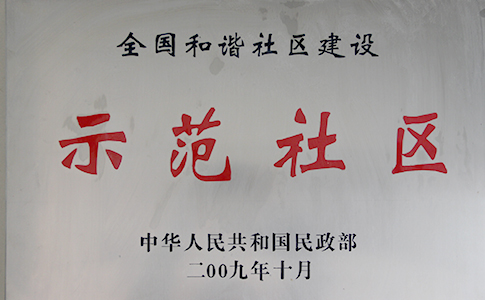 全国和谐社区建设
示范社区
中华人民共和国民政部
二00九年十月